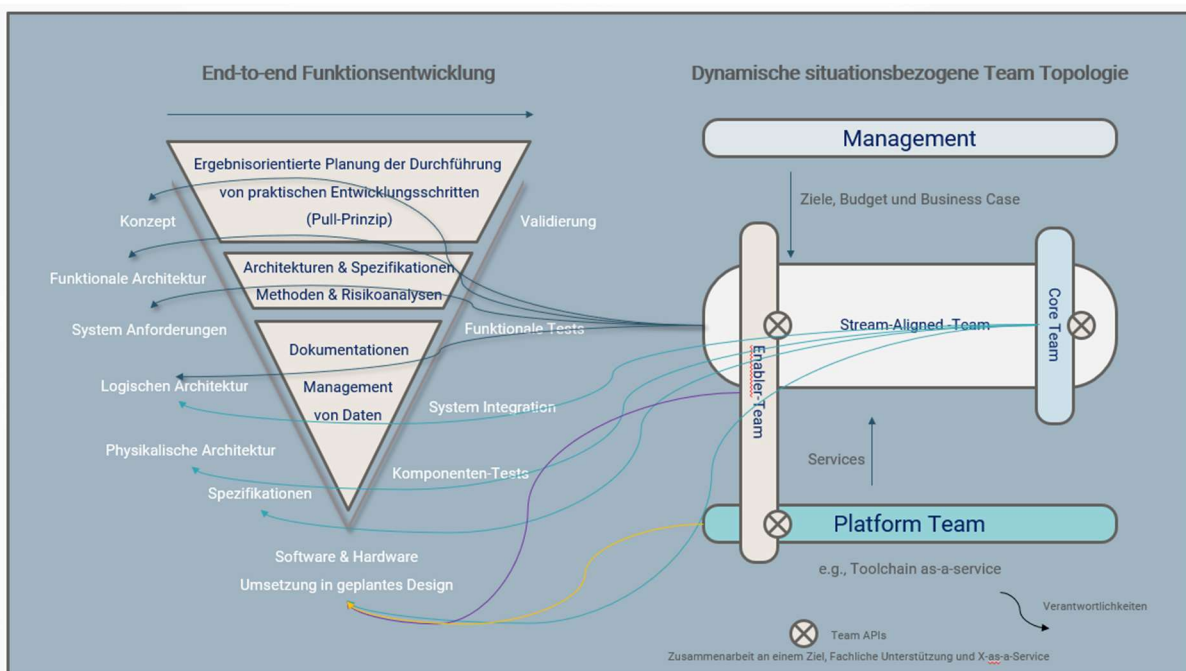 End-to-end Funktionsentwicklung
Ergebnisorientierte Planung der Durchführung
von praktischen Entwicklungsschritten
(Pull-Prinzip)
Architekturen & Spezifikationen
Methoden & Risikoanalysen
Dokumentationen
Management
von Daten
Konzept
Funktionale Architektur
System Anforderungen
Logischen Architektur
Physikalische Architektur
Spezifikationen
Validierung
Funktionale Tests
System Integration
Komponenten-Tests
Software & Hardware
Umsetzung in geplantes Design
Dynamische situationsbezogene Team Topologie
Management
Ziele, Budget und Business Case
Stream-Aligned -Team
Enabler-Team
Core Team
Services
Platform Team
e.g., Toolchain as-a-service
Verantwortlichkeiten
Team APIs
Zusammenarbeit an einem Ziel, Fachliche Unterstützung und X-as-a-Service